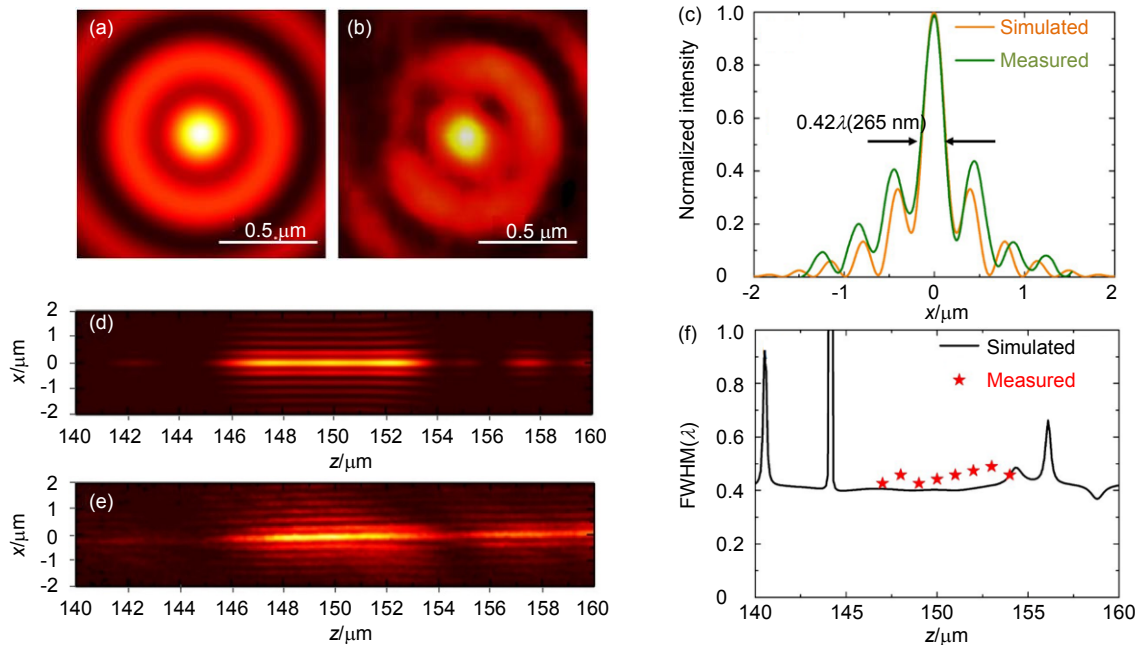 (a)
0.5 μm
(b)
0.5 μm
(c)
Normalized intensity
1.0
0.8
0.6
0.4
0.2
0
Simulated
Measured
0.42λ(265 nm)
-2 -1 0 1 2
x/μm
(d)
x/μm
2
1
0
-1
-2
140 142 144 146 148 150 152 154 156 158 160
z/μm
(e)
x/μm
2
1
0
-1
-2
140 142 144 146 148 150 152 154 156 158 160
z/μm
(f)
FWHM(λ)
1.0
0.8
0.6
0.4
0.2
0
Simulated
Measured
140 145 150 155 160
z/μm